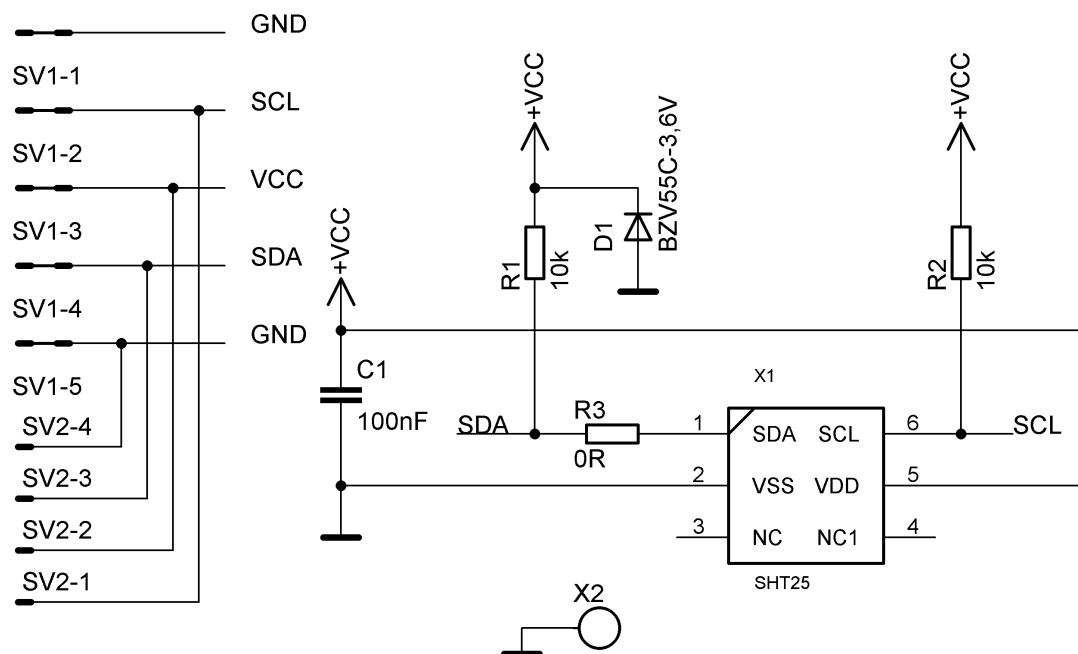 GND
SV1-1
SCL
SV1-2
VCC
SV1-3
SDA
SV1-4
GND
SV1-5
SV2-4
SV2-3
SV2-2
SV2-1
+VCC
C1
100nF
+VCC
R1
10k
D1
BZV55C-3,6V
+VCC
R2
10k
SDA
R3
0R
X1
1
SDA
SCL
6
SCL
2
VSS
VDD
5
3
NC
NC1
4
SHT25
X2